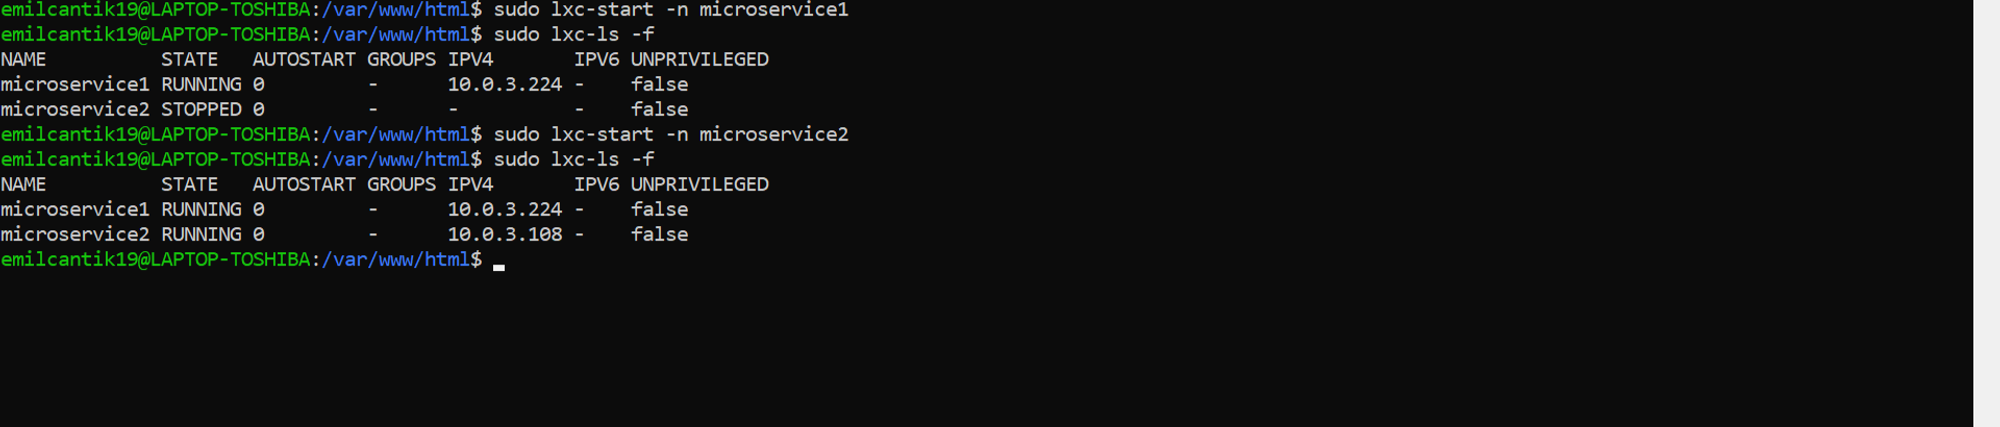 emilcantik19@LAPTOP-TOSHIBA:/var/www/html$ sudo lxc-start -n microservice1
emilcantik19@LAPTOP-TOSHIBA:/var/www/html$ sudo lxc-ls -f
NAME          STATE   AUTOSTART GROUPS IPV4       IPV6 UNPRIVILEGED
microservice1 RUNNING 0         -      10.0.3.224 -    false
microservice2 STOPPED 0         -      -          -    false
emilcantik19@LAPTOP-TOSHIBA:/var/www/html$ sudo lxc-start -n microservice2
emilcantik19@LAPTOP-TOSHIBA:/var/www/html$ sudo lxc-ls -f
NAME          STATE   AUTOSTART GROUPS IPV4       IPV6 UNPRIVILEGED
microservice1 RUNNING 0         -      10.0.3.224 -    false
microservice2 RUNNING 0         -      10.0.3.108 -    false
emilcantik19@LAPTOP-TOSHIBA:/var/www/html$